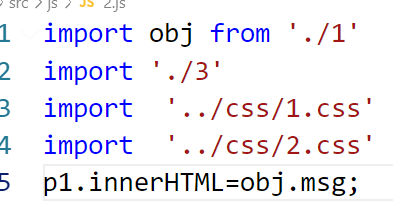 src > js > JS 2.js
1 import obj from './1'
2 import './3'
3 import  '../css/1.css'
4 import  '../css/2.css'
5 p1.innerHTML=obj.msg;